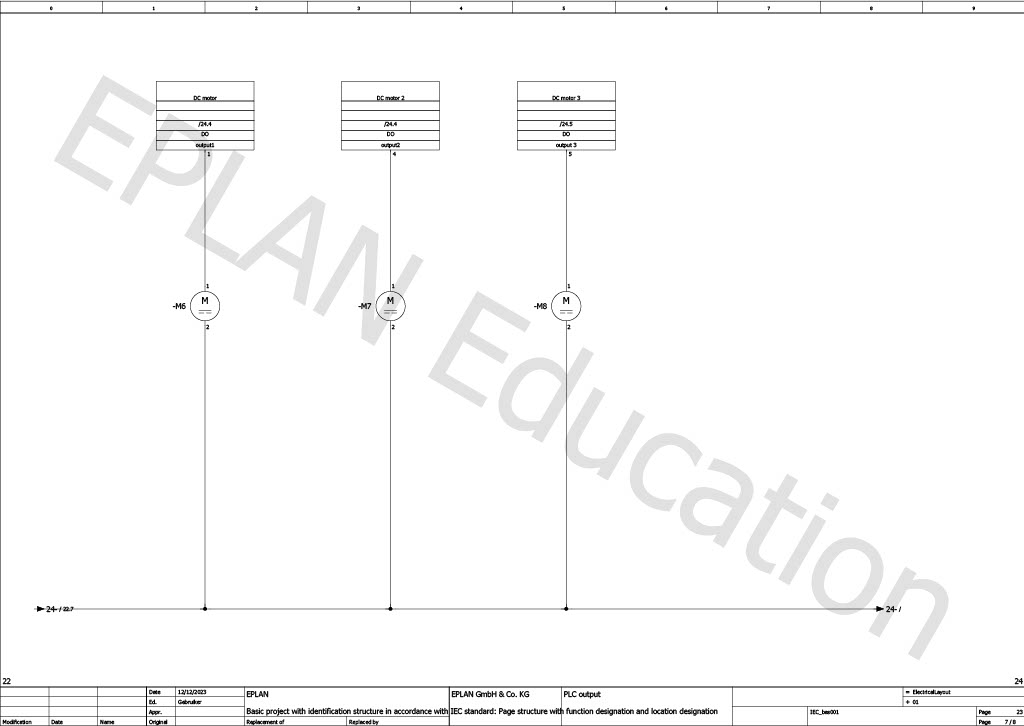 0 1 2 3 4 5 6 7 8 9
DC motor DC motor 2 DC motor 3
/24.4 /24.4 /24.5
DO DO DO
output1 output2 output 3
1 4 5
1 1 1
-M6 M -M7 M -M8 M
2 2 2
EPLAN Education
24- / 22.7 24- /
22 24
Date 12/12/2023 EPLAN EPLAN GmbH & Co. KG PLC output = ElectricalLayout
Ed. Gebruiker + 01
Appr. Basic project with identification structure in accordance with IEC standard: Page structure with function designation and location designation IEC_bas001 Page 23
Modification Date Name Original Replacement of Replaced by Page 7 / 8